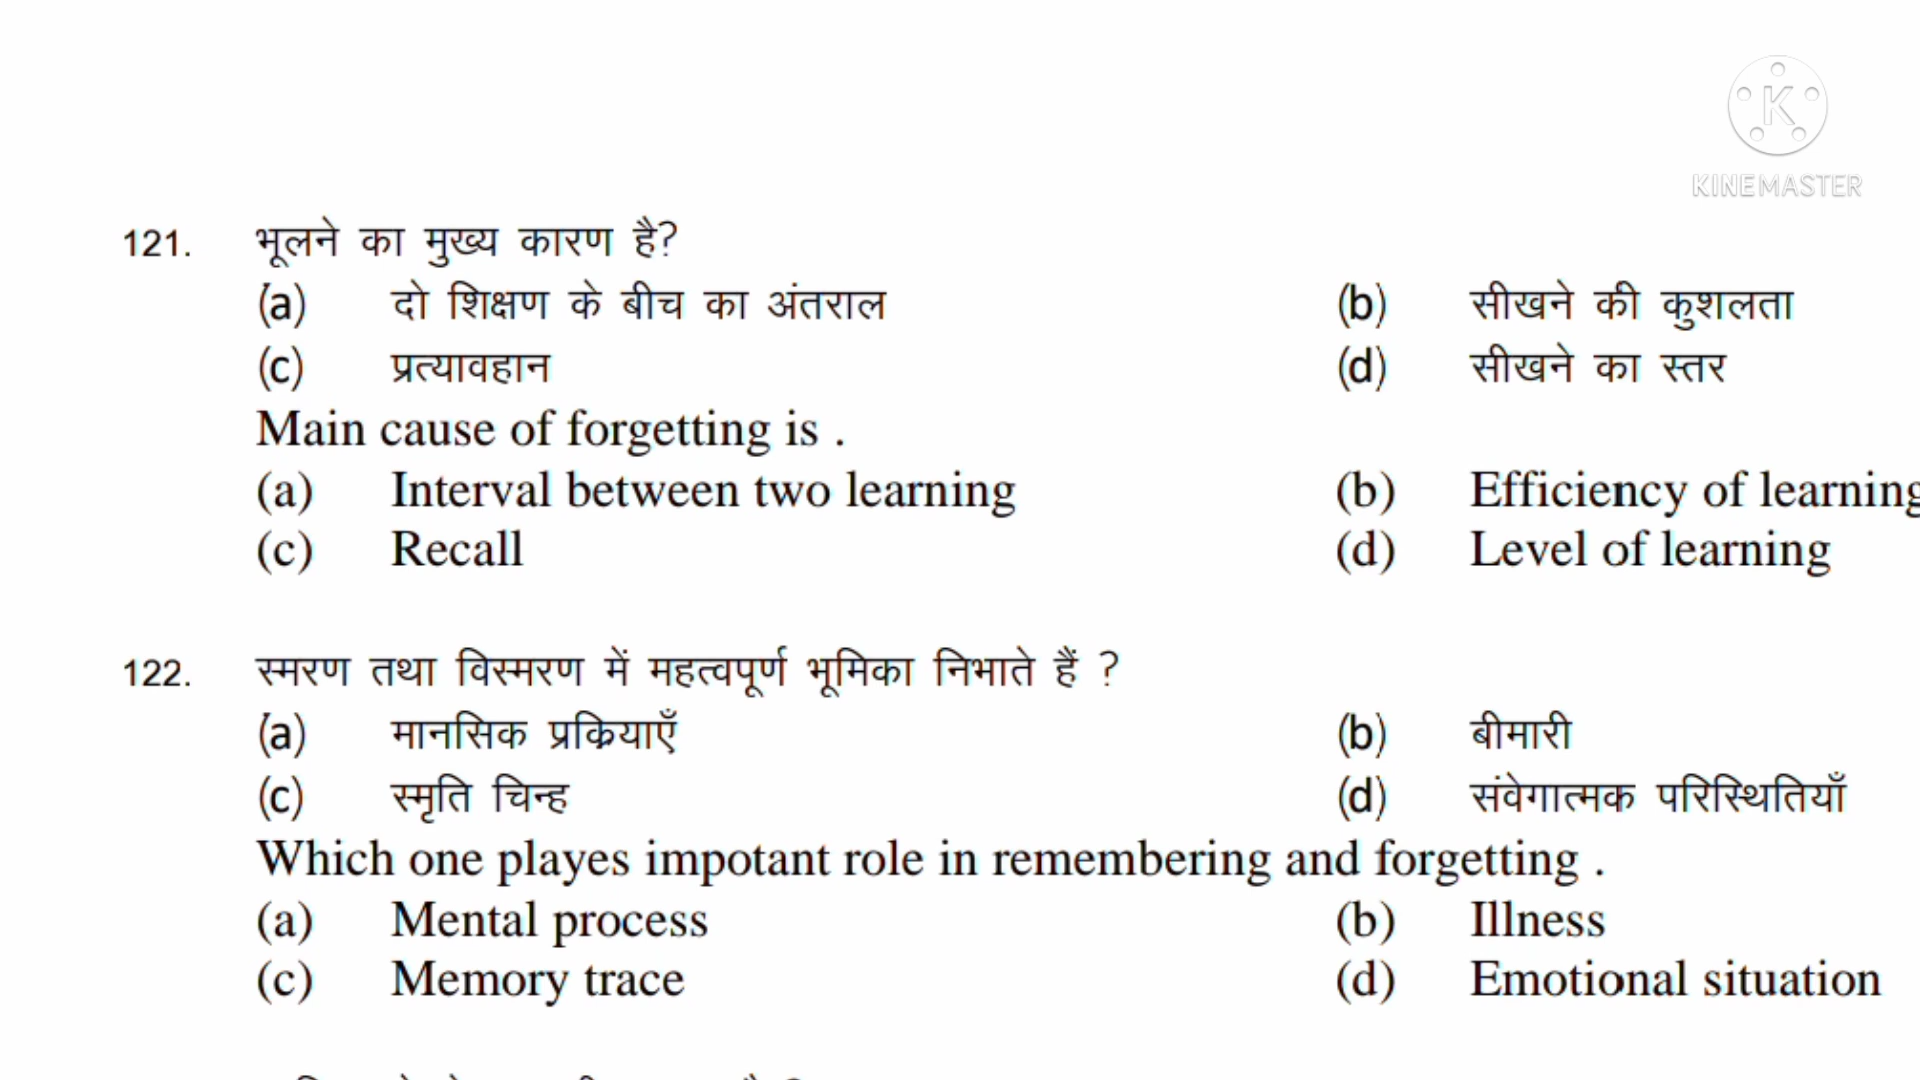 KINEMASTER
121. भूलने का मुख्य कारण है?
(a) दो शिक्षण के बीच का अंतराल (b) सीखने की कुशलता
(c) प्रत्यावहान (d) सीखने का स्तर
Main cause of forgetting is .
(a) Interval between two learning (b) Efficiency of learning
(c) Recall (d) Level of learning
122. स्मरण तथा विस्मरण में महत्वपूर्ण भूमिका निभाते हैं ?
(a) मानसिक प्रक्रियाएँ (b) बीमारी
(c) स्मृति चिन्ह (d) संवेगात्मक परिस्थितियाँ
Which one playes impotant role in remembering and forgetting .
(a) Mental process (b) Illness
(c) Memory trace (d) Emotional situation